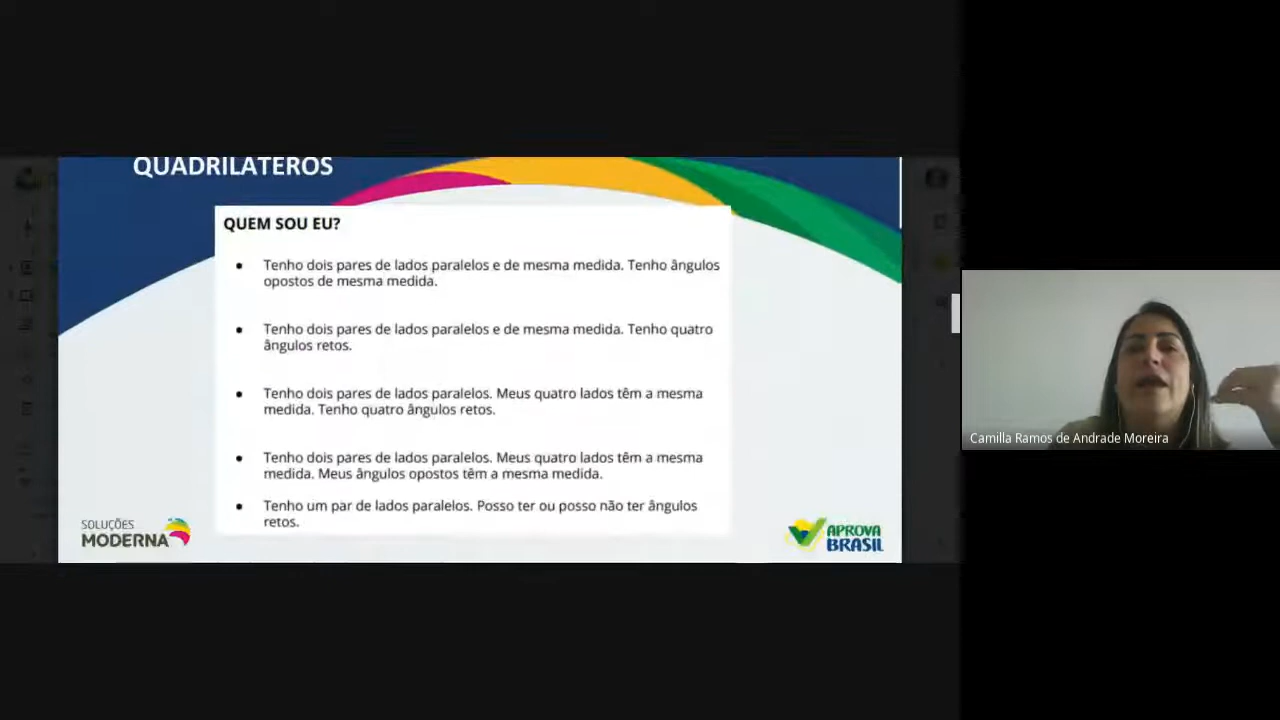 QUADRILÁTEROS
QUEM SOU EU?
• Tenho dois pares de lados paralelos e de mesma medida. Tenho ângulos
opostos de mesma medida.
• Tenho dois pares de lados paralelos e de mesma medida. Tenho quatro
ângulos retos.
• Tenho dois pares de lados paralelos. Meus quatro lados têm a mesma
medida. Tenho quatro ângulos retos.
• Tenho dois pares de lados paralelos. Meus quatro lados têm a mesma
medida. Meus ângulos opostos têm a mesma medida.
• Tenho um par de lados paralelos. Posso ter ou posso não ter ângulos
retos.
SOLUÇÕES
MODERNA
APROVA
BRASIL
Camilla Ramos de Andrade Moreira